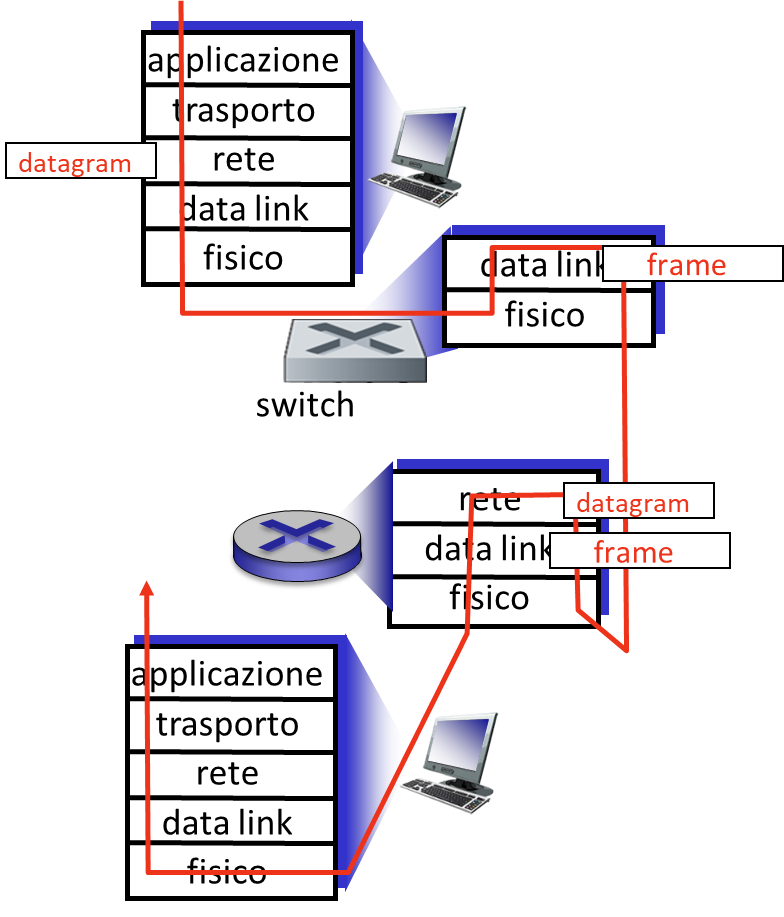 applicazione
trasporto
datagram
rete
data link
fisico
data link
frame
fisico
switch
rete
datagram
data link
frame
fisico
applicazione
trasporto
rete
data link
fisico